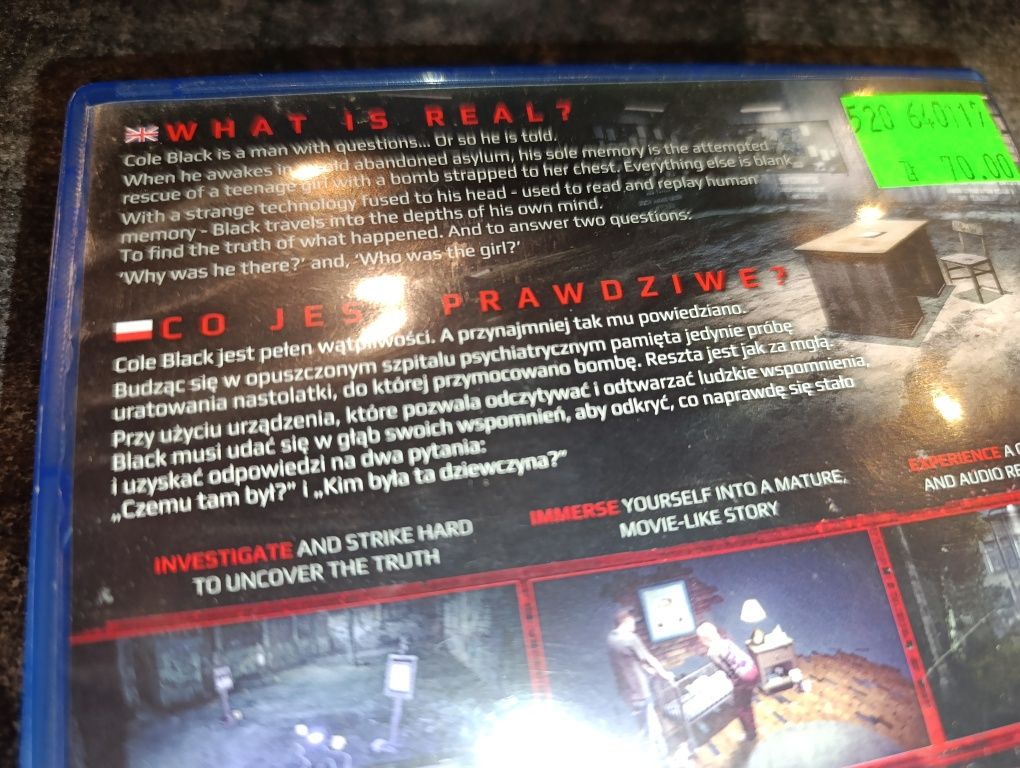 WHAT IS REAL?
Cole Black is a man with questions... Or so he is told.
When he awakes in old abandoned asylum, his sole memory is the attempted
rescue of a teenage girl with a bomb strapped to her chest. Everything else is blank.
With a strange technology fused to his head - used to read and replay human
memory - Black travels into the depths of his own mind.
To find the truth of what happened. And to answer two questions:
‘Why was he there?’ and, ‘Who was the girl?’
520 640,17
zł 70.00
CO JEST PRAWDZIWE?
Cole Black jest pełen wątpliwości. A przynajmniej tak mu powiedziano.
Budząc się w opuszczonym szpitalu psychiatrycznym pamięta jedynie próbę
uratowania nastolatki, do której przymocowano bombę. Reszta jest jak za mgłą.
Przy użyciu urządzenia, które pozwala odczytywać i odtwarzać ludzkie wspomnienia,
Black musi udać się w głąb swoich wspomnień, aby odkryć, co naprawdę się stało
i uzyskać odpowiedzi na dwa pytania:
„Czemu tam był?” i „Kim była ta dziewczyna?”
INVESTIGATE AND STRIKE HARD
TO UNCOVER THE TRUTH
IMMERSE YOURSELF INTO A MATURE,
MOVIE-LIKE STORY
EXPERIENCE A
AND AUDIO